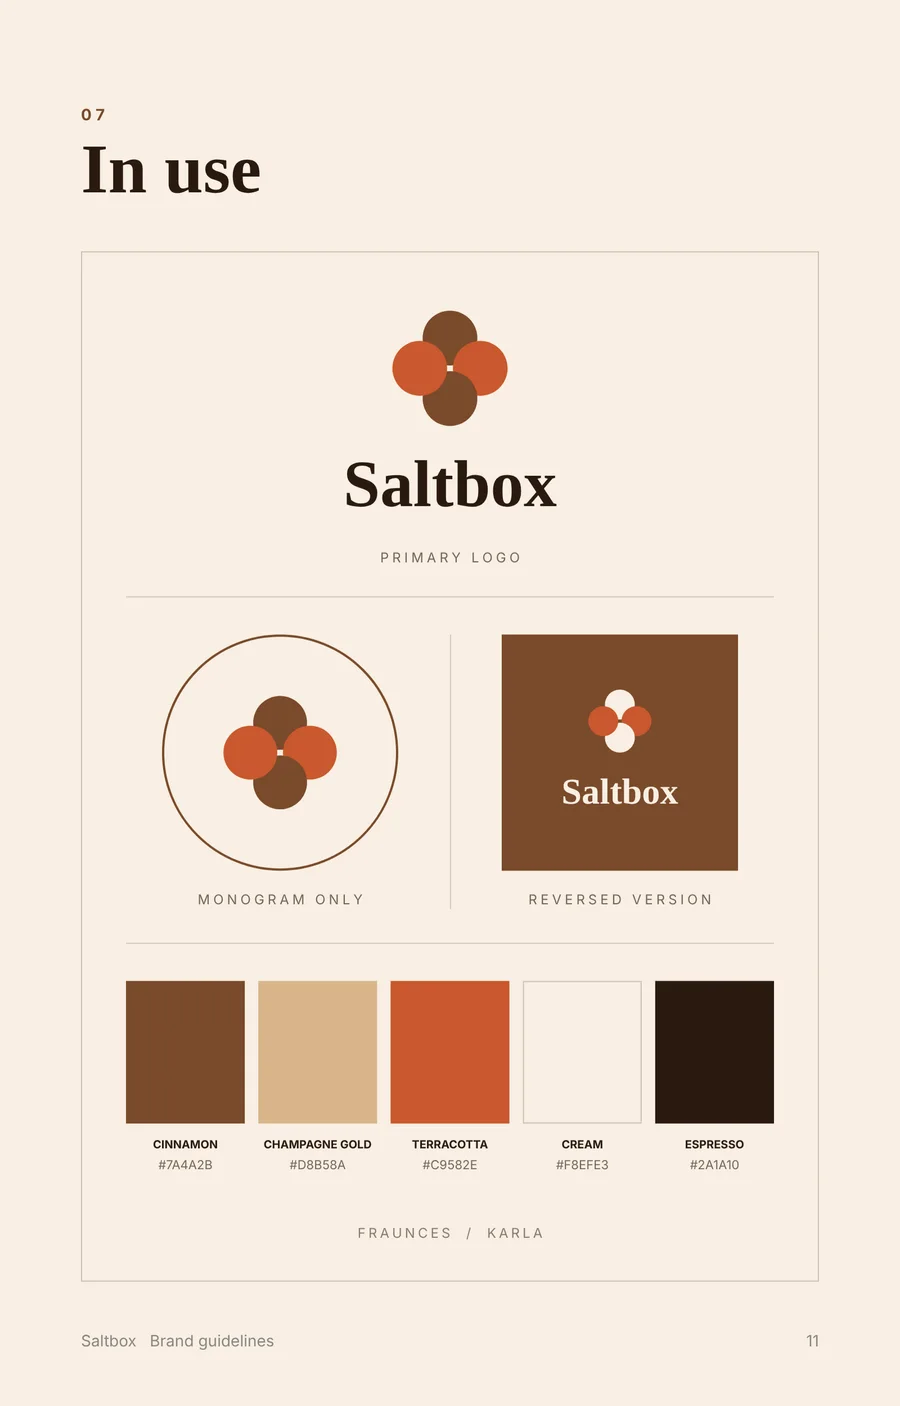 07
In use
Saltbox
PRIMARY LOGO
Saltbox
MONOGRAM ONLY
REVERSED VERSION
CINNAMON
#7A4A2B
CHAMPAGNE GOLD
#D8B58A
TERRACOTTA
#C9582E
CREAM
#F8EFE3
ESPRESSO
#2A1A10
FRAUNCES / KARLA
Saltbox Brand guidelines
11